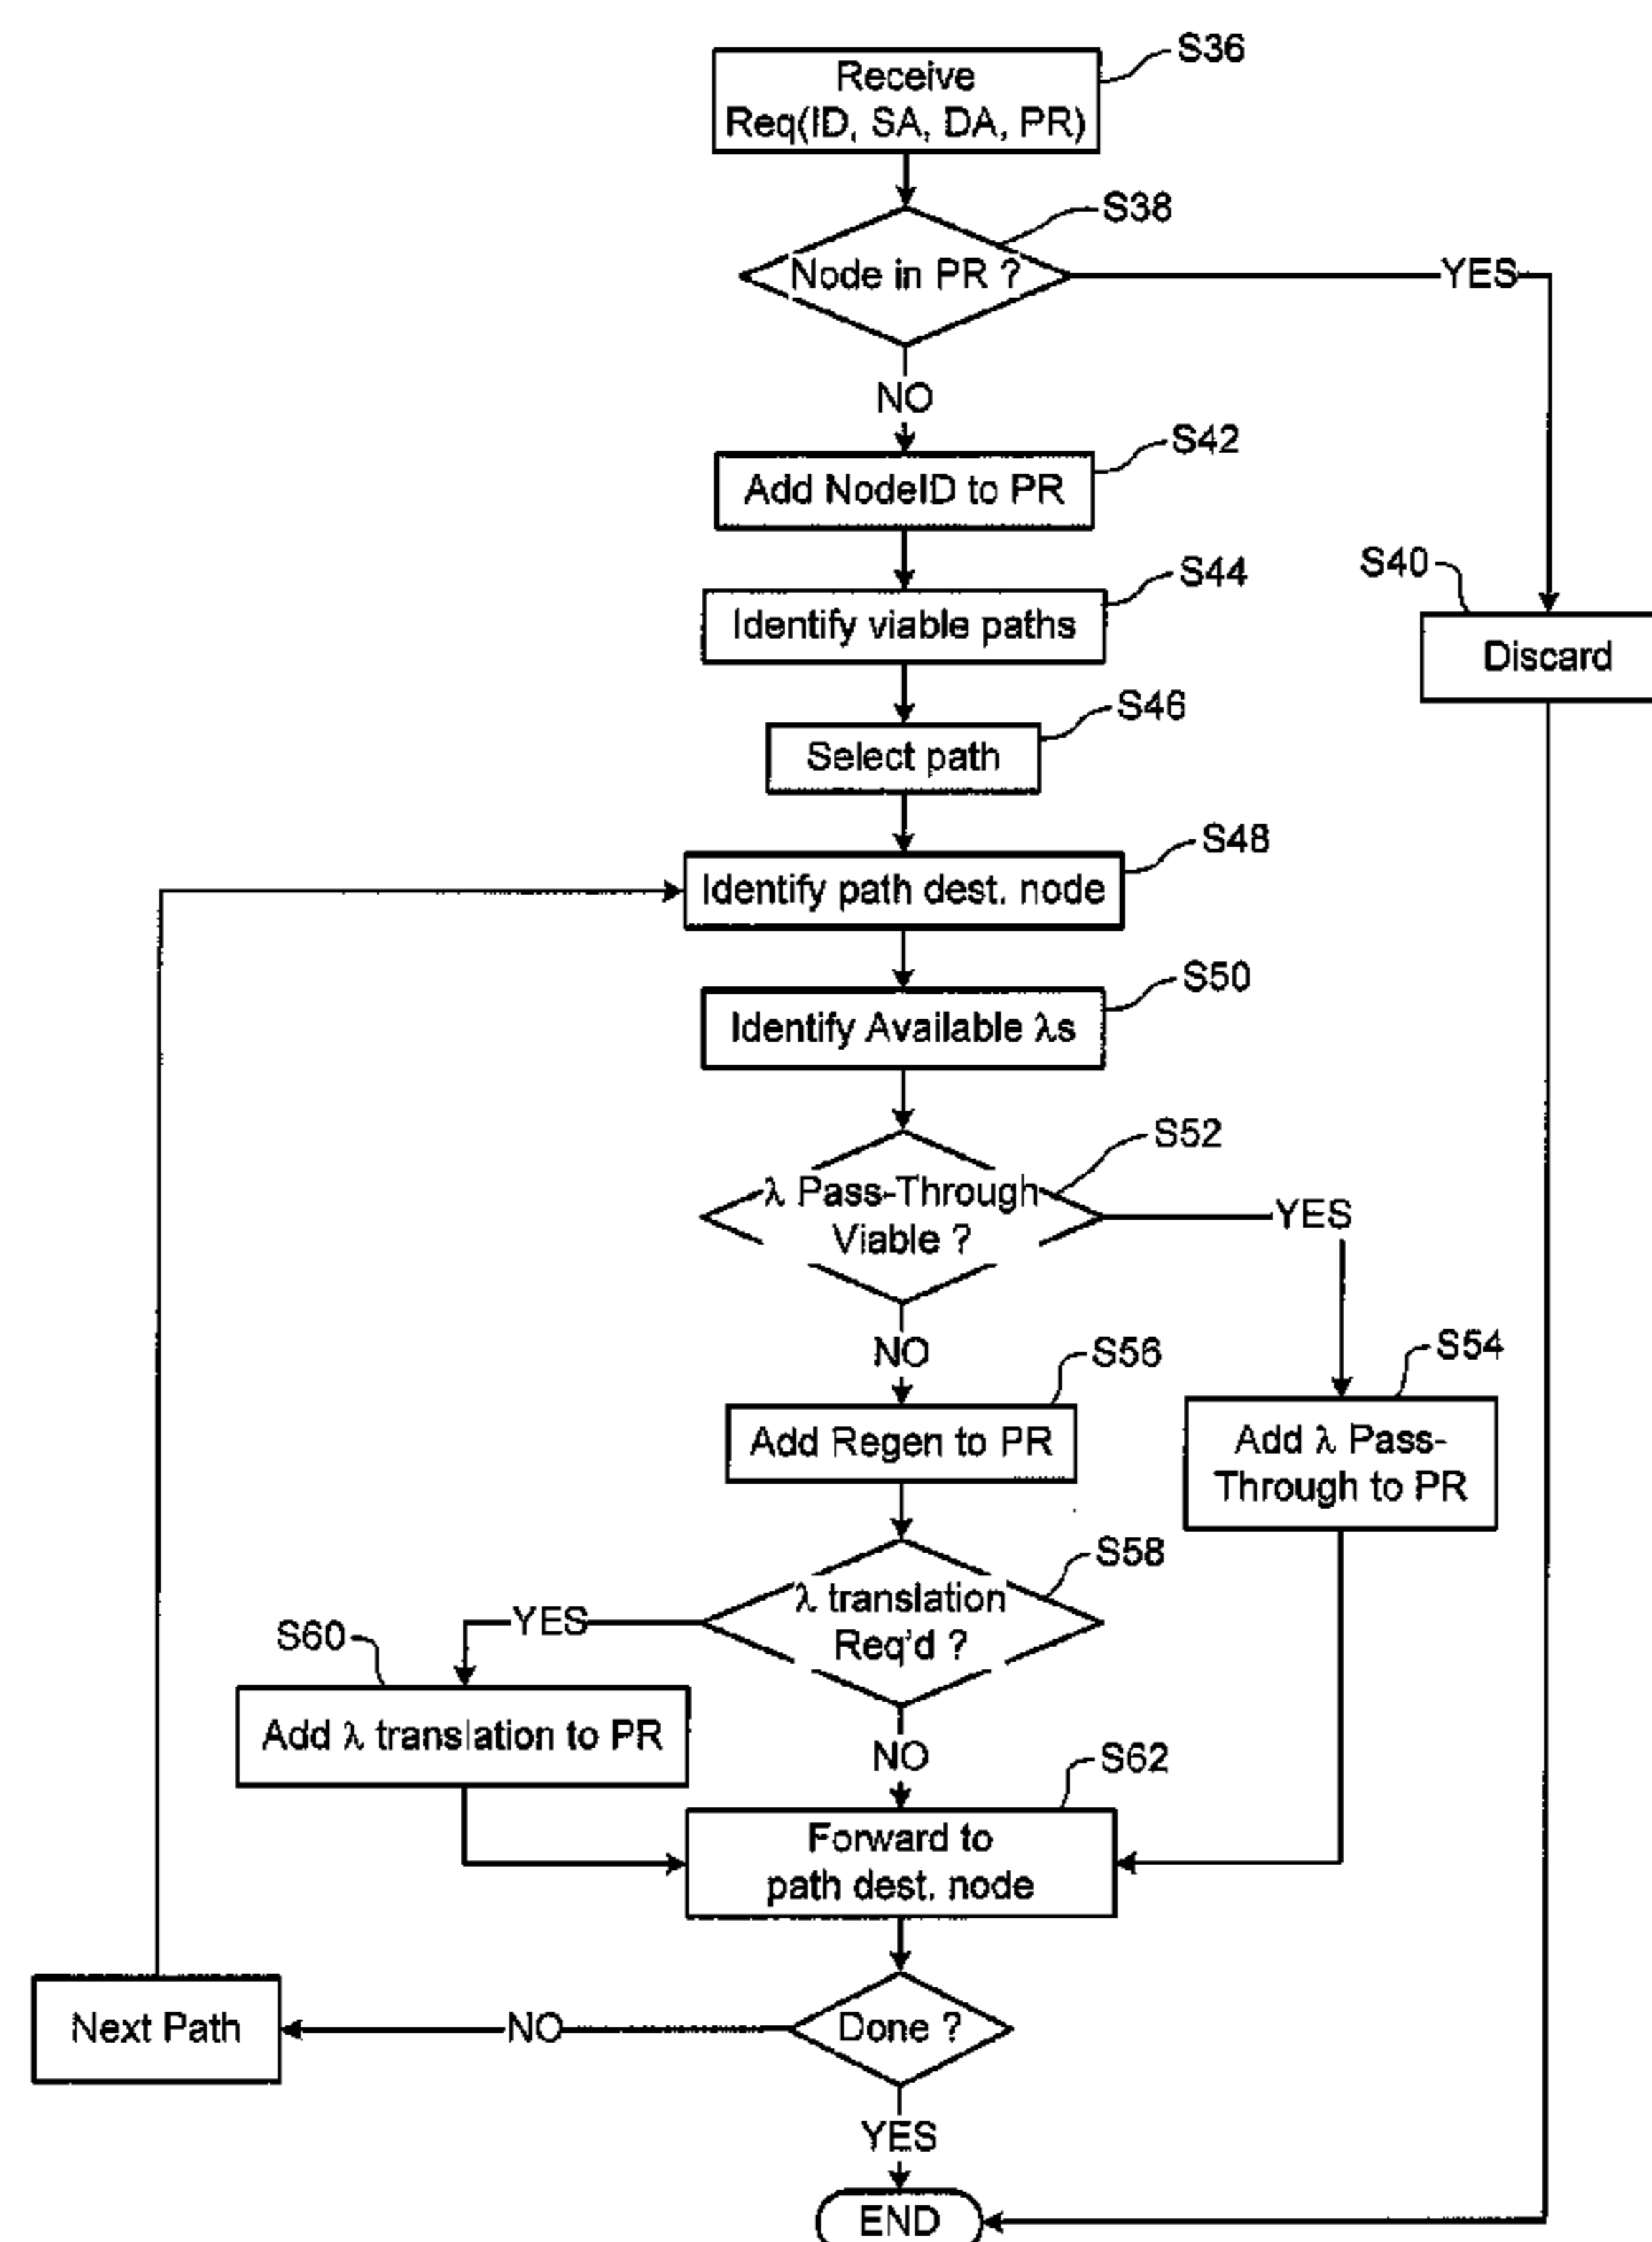 S36
Receive
Req(ID, SA, DA, PR)
S38
Node in PR ?
YES
NO
S42
Add NodeID to PR
S44
Identify viable paths
S40
Discard
S46
Select path
S48
Identify path dest. node
S50
Identify Available λs
S52
λ Pass-Through
Viable ?
YES
NO
S56
Add Regen to PR
S54
Add λ Pass-
Through to PR
S58
λ translation
Req'd ?
YES
S60
Add λ translation to PR
NO
S62
Forward to
path dest. node
Next Path
NO
Done ?
YES
END